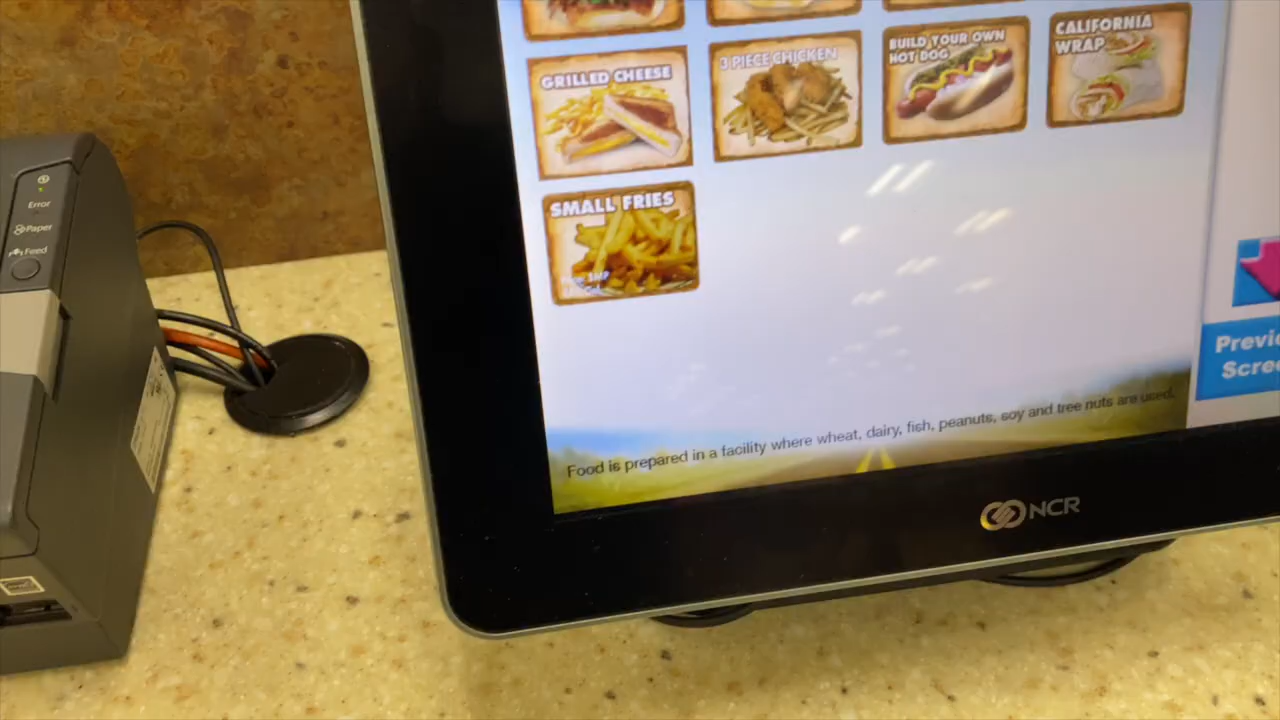 GRILLED CHEESE
3 PIECE CHICKEN
BUILD YOUR OWN
HOT DOG
CALIFORNIA
WRAP
SMALL FRIES
Error
Paper
Feed
Food is prepared in a facility where wheat, dairy, fish, peanuts, soy and tree nuts are used.
NCR